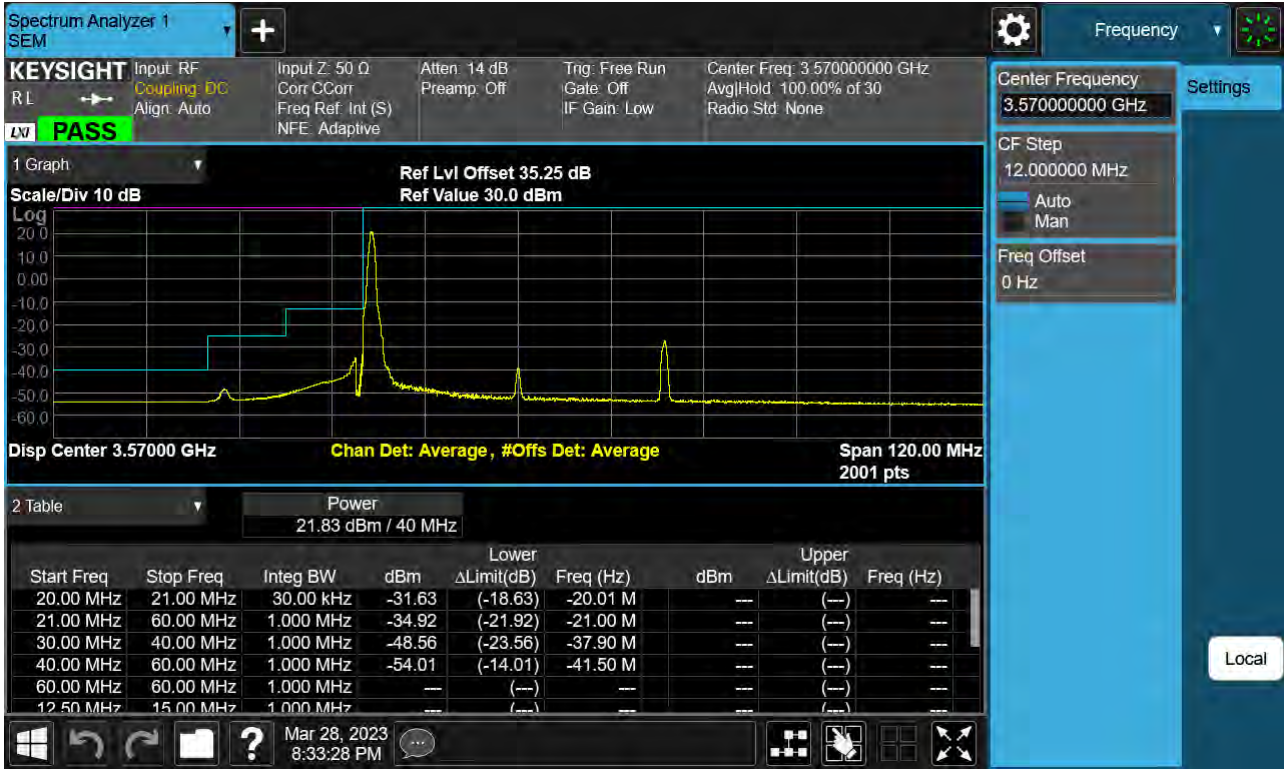 Spectrum Analyzer 1
SEM
Frequency
KEYSIGHT
RL
LXI
PASS
Input: RF
Coupling: DC
Align: Auto
Input Z: 50 Ω
Corr CCorr
Freq Ref: Int (S)
NFE: Adaptive
Atten: 14 dB
Preamp: Off
Trig: Free Run
Gate: Off
IF Gain: Low
Center Freq: 3.570000000 GHz
Avg|Hold: 100.00% of 30
Radio Std: None
Center Frequency
3.570000000 GHz
Settings
CF Step
12.000000 MHz
Auto
Man
Freq Offset
0 Hz
Local
1 Graph
Scale/Div 10 dB
Ref Lvl Offset 35.25 dB
Ref Value 30.0 dBm
Log
20.0
10.0
0.00
-10.0
-20.0
-30.0
-40.0
-50.0
-60.0
Disp Center 3.57000 GHz
Chan Det: Average, #Offs Det: Average
Span 120.00 MHz
2001 pts
2 Table
Power
21.83 dBm / 40 MHz
Lower Upper
Start Freq Stop Freq Integ BW dBm ΔLimit(dB) Freq (Hz) dBm ΔLimit(dB) Freq (Hz)
20.00 MHz 21.00 MHz 30.00 kHz -31.63 (-18.63) -20.01 M --- (---) ---
21.00 MHz 60.00 MHz 1.000 MHz -34.92 (-21.92) -21.00 M --- (---) ---
30.00 MHz 40.00 MHz 1.000 MHz -48.56 (-23.56) -37.90 M --- (---) ---
40.00 MHz 60.00 MHz 1.000 MHz -54.01 (-14.01) -41.50 M --- (---) ---
60.00 MHz 60.00 MHz 1.000 MHz --- (---) --- --- (---) ---
12.50 MHz 15.00 MHz 1.000 MHz --- (---) --- --- (---) ---
Mar 28, 2023
8:33:28 PM